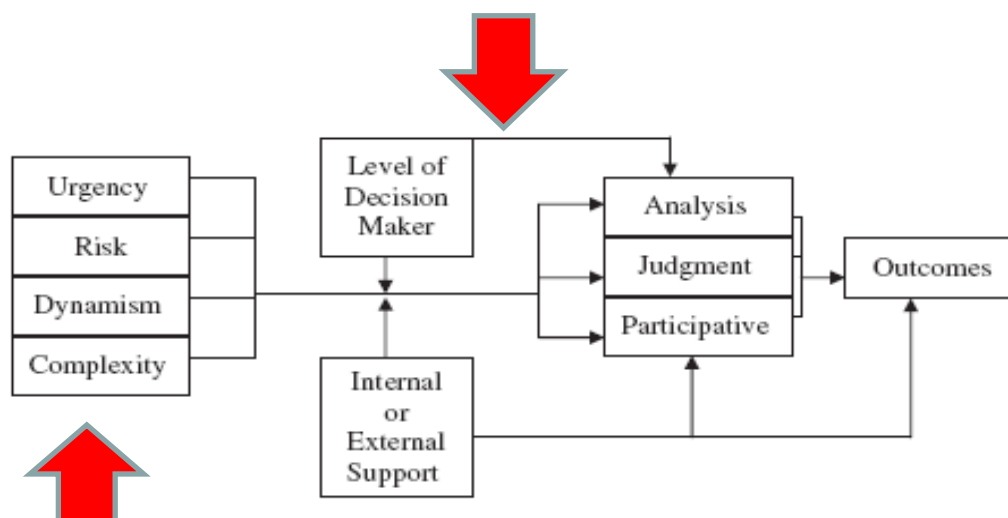 Urgency
Risk
Dynamism
Complexity
Level of
Decision
Maker
Internal
or
External
Support
Analysis
Judgment
Participative
Outcomes